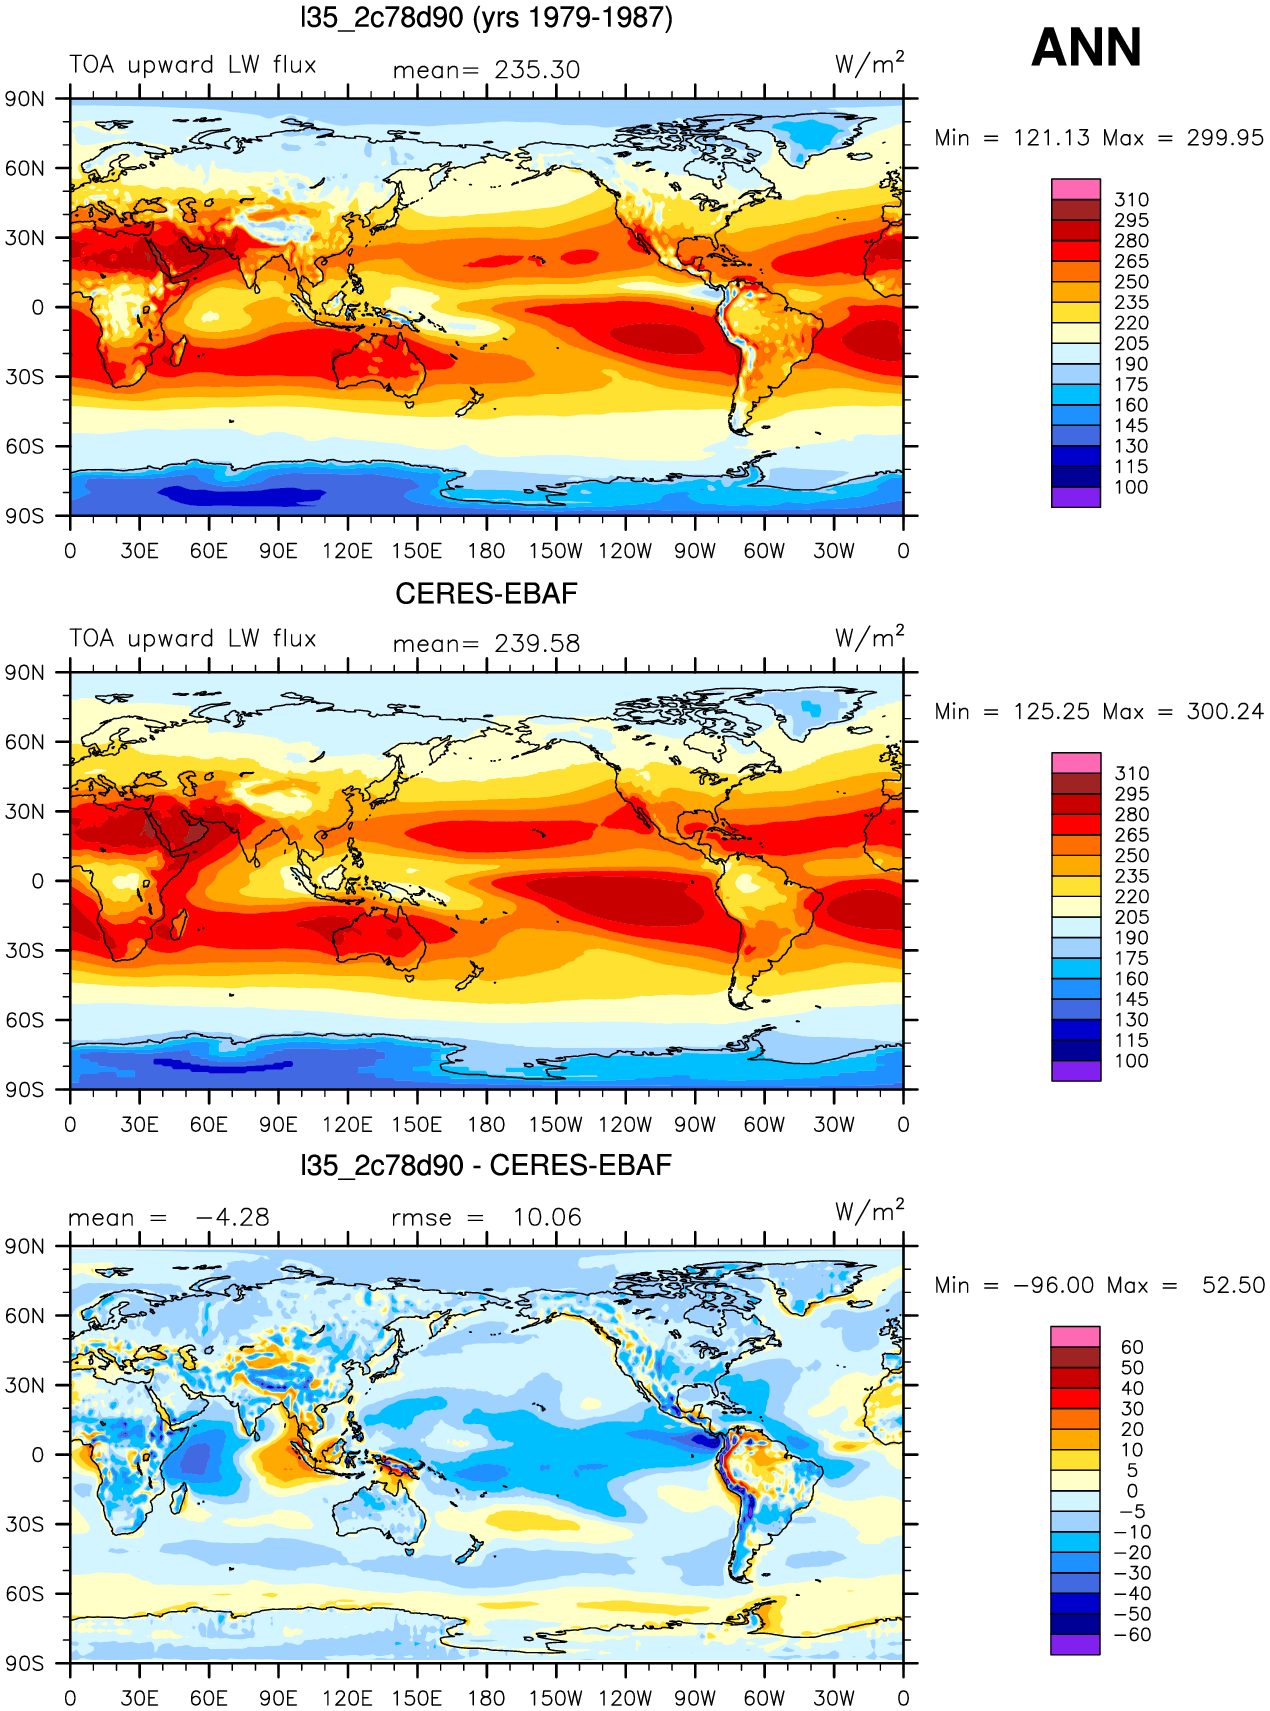 l35_2c78d90 (yrs 1979-1987)
ANN
TOA upward LW flux mean= 235.30 W/m²
90N
60N
30N
0
30S
60S
90S
0 30E 60E 90E 120E 150E 180 150W 120W 90W 60W 30W 0
Min = 121.13 Max = 299.95
310
295
280
265
250
235
220
205
190
175
160
145
130
115
100
CERES-EBAF
TOA upward LW flux mean= 239.58 W/m²
90N
60N
30N
0
30S
60S
90S
0 30E 60E 90E 120E 150E 180 150W 120W 90W 60W 30W 0
Min = 125.25 Max = 300.24
310
295
280
265
250
235
220
205
190
175
160
145
130
115
100
l35_2c78d90 - CERES-EBAF
mean = −4.28 rmse = 10.06 W/m²
90N
60N
30N
0
30S
60S
90S
0 30E 60E 90E 120E 150E 180 150W 120W 90W 60W 30W 0
Min = −96.00 Max = 52.50
60
50
40
30
20
10
5
0
−5
−10
−20
−30
−40
−50
−60